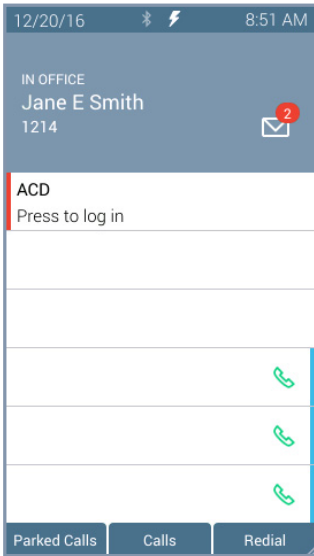 12/20/16 8:51 AM
IN OFFICE
Jane E Smith
1214
2
ACD
Press to log in
Parked Calls Calls Redial